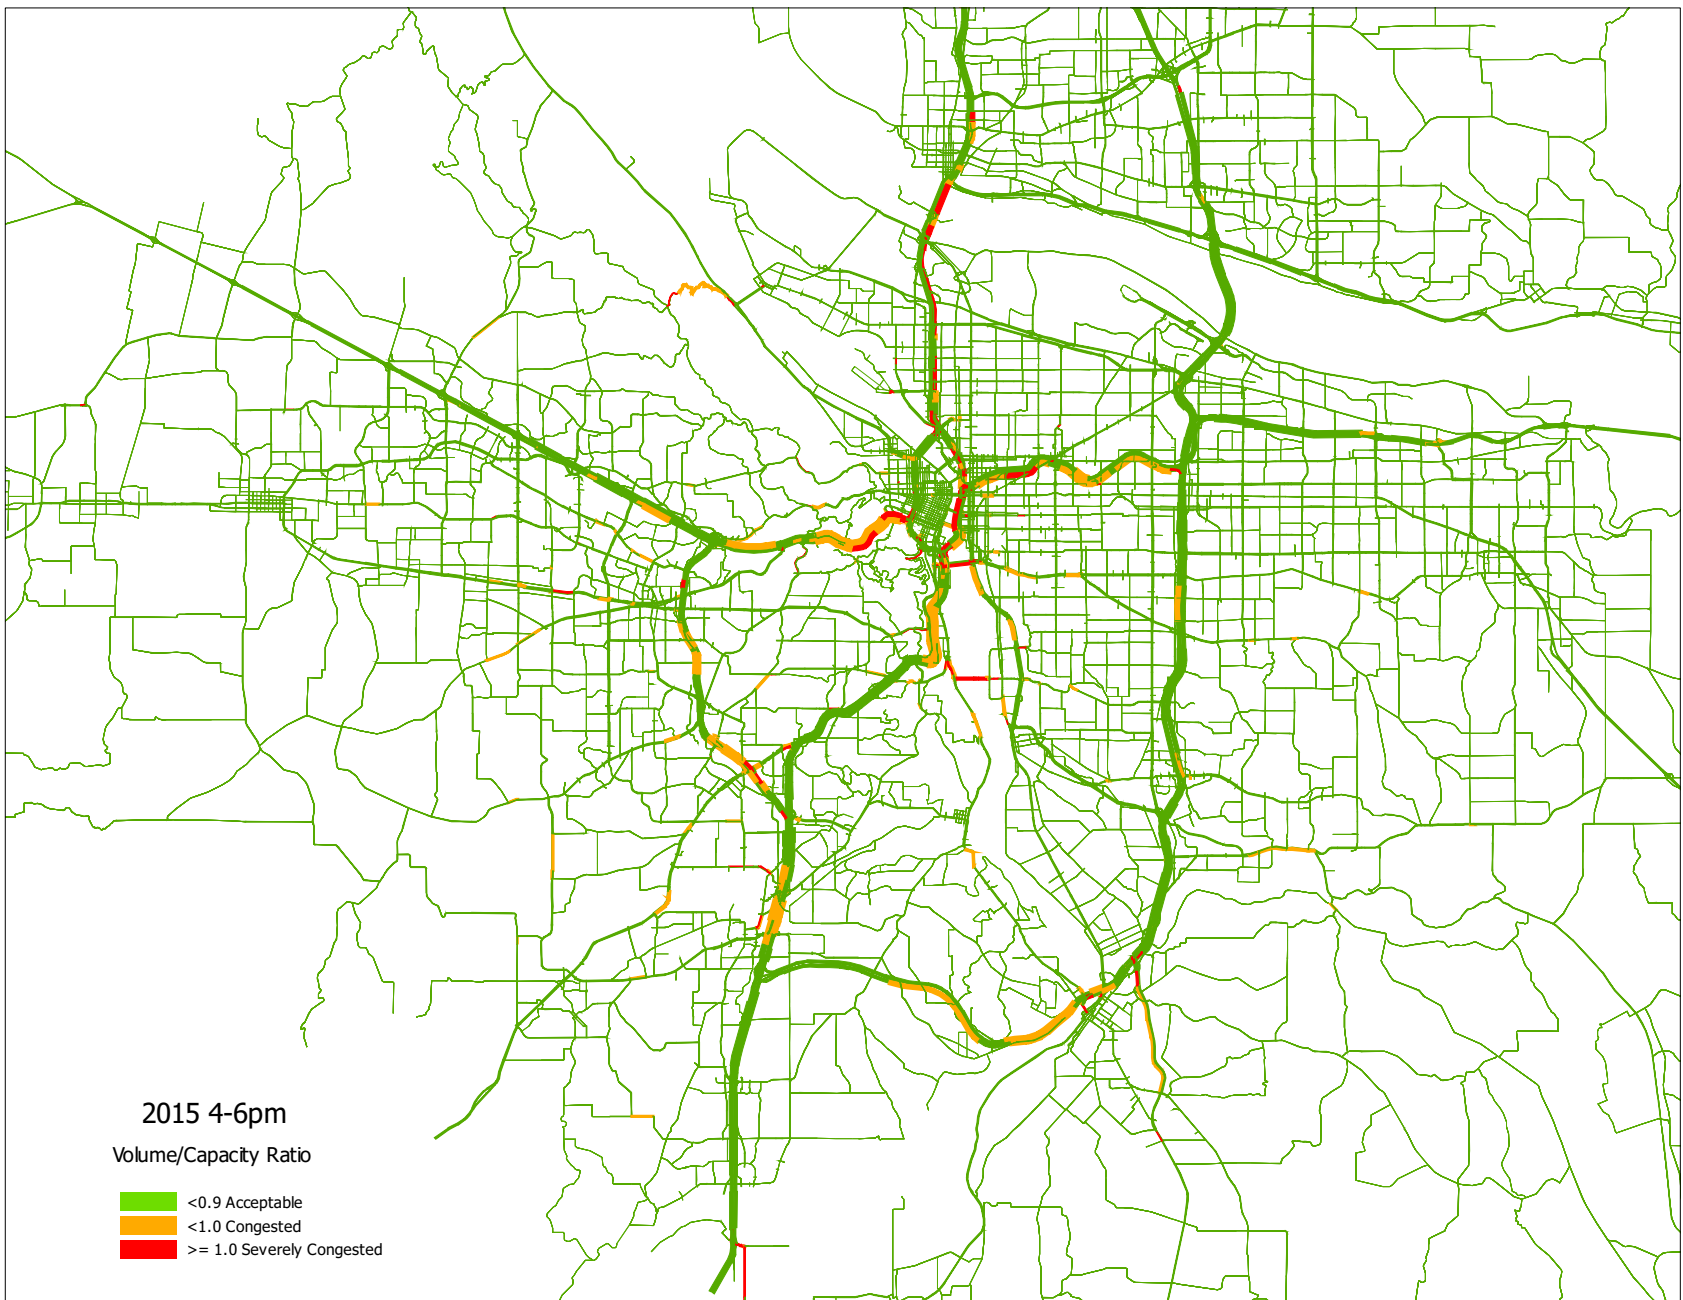 2015 4-6pm
Volume/Capacity Ratio
<0.9 Acceptable
<1.0 Congested
>= 1.0 Severely Congested